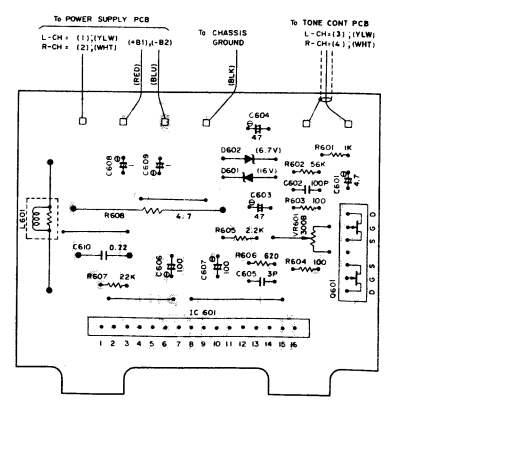 To POWER SUPPLY PCB
L-CH = (1);(YLW)
R-CH = (2);(WHT)
(+B1),(-B2)
To CHASSIS
GROUND
To TONE CONT PCB
L-CH=(3) ;(YLW)
R-CH=(4) ;(WHT)
(RED)
(BLU)
(BLK)
C604
47
D602 (6.7V)
D601 (16V)
R601 1K
R602 56K
C602 100P
C601
4.7
C608
C609
C603
47
R603 100
L601
R608 4.7
R605 2.2K
VR601
300B
D
G
S
C610 0.22
C606
100
C607
100
R606 620
C605 3P
R604 100
R607 22K
S
G
D
Q601
IC 601
1 2 3 4 5 6 7 8 9 10 11 12 13 14 15 16